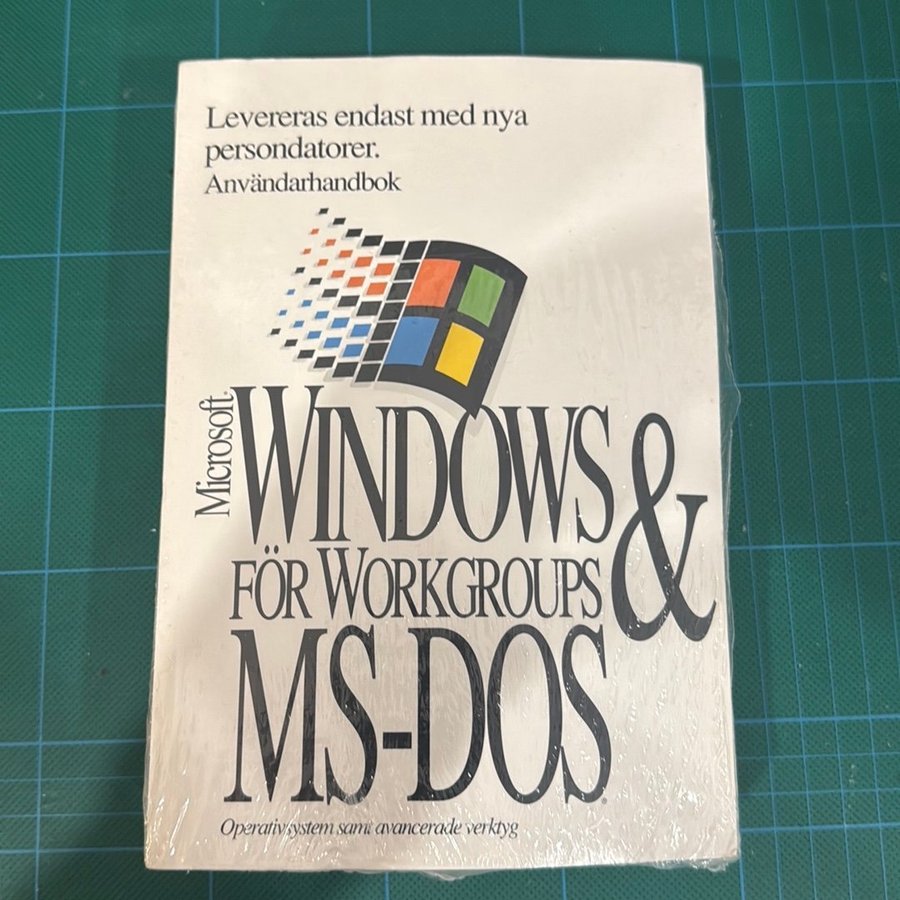 Levereras endast med nya
persondatorer.
Användarhandbok
Microsoft®
WINDOWS
FÖR WORKGROUPS
&
MS-DOS®
Operativsystem samt avancerade verktyg